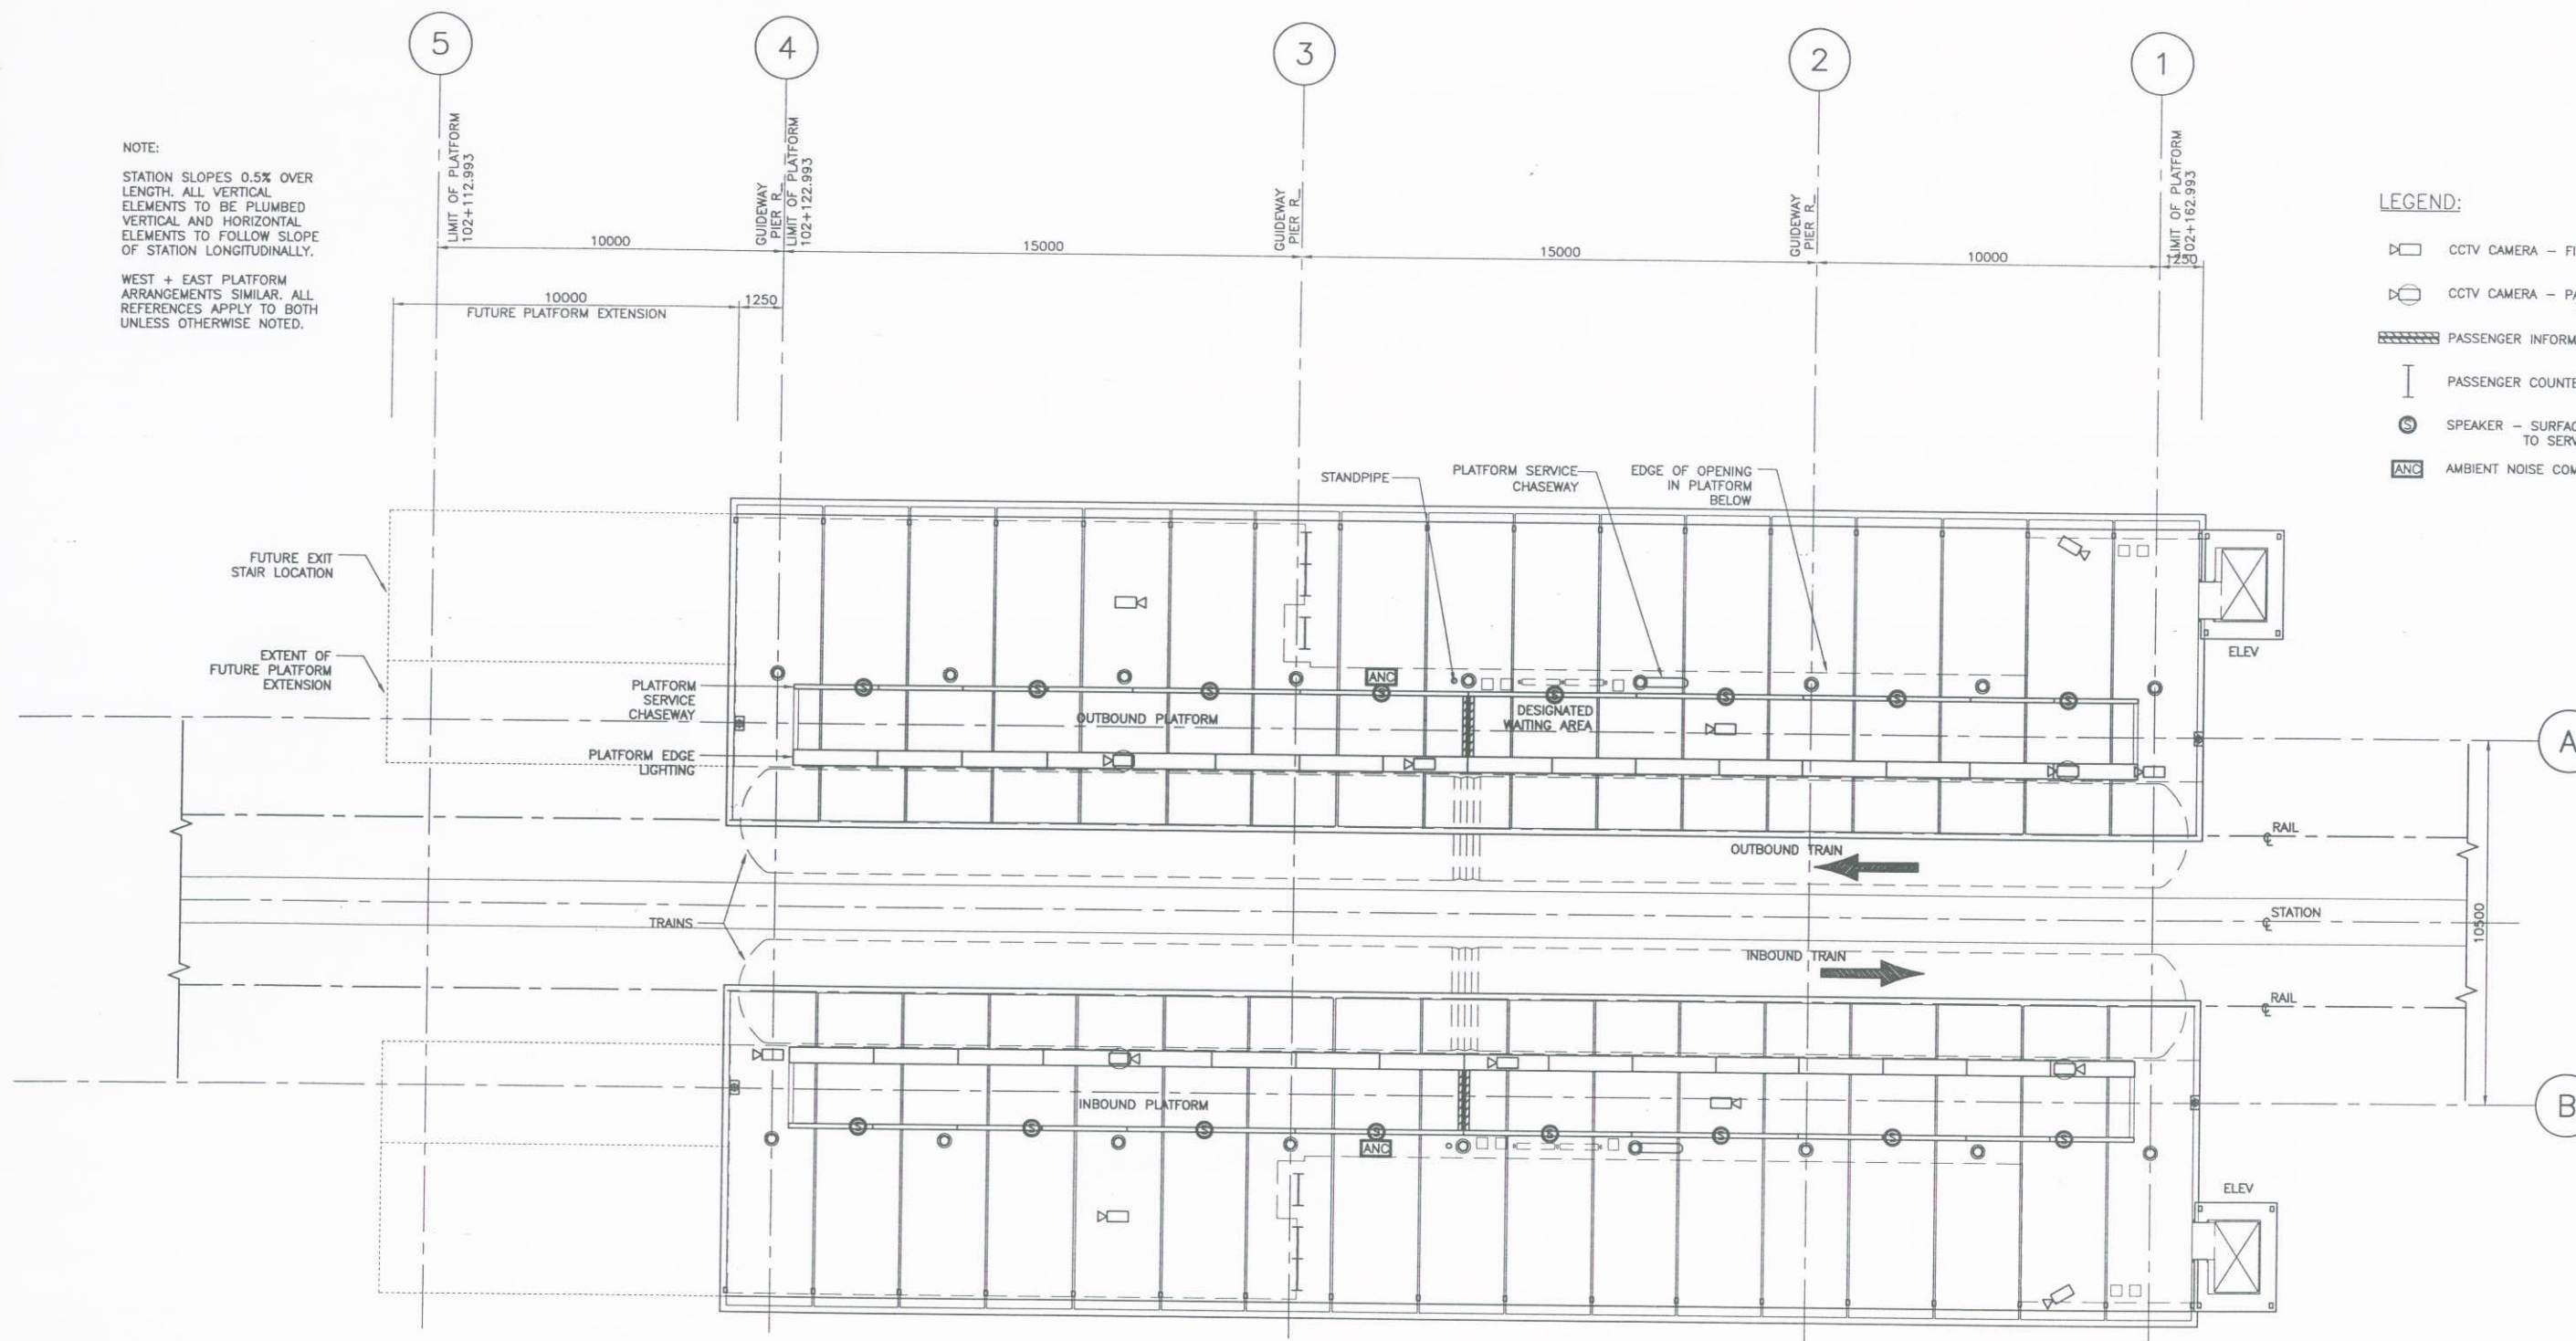 5
4
3
2
1
NOTE:
STATION SLOPES 0.5% OVER
LENGTH. ALL VERTICAL
ELEMENTS TO BE PLUMBED
VERTICAL AND HORIZONTAL
ELEMENTS TO FOLLOW SLOPE
OF STATION LONGITUDINALLY.
WEST + EAST PLATFORM
ARRANGEMENTS SIMILAR. ALL
REFERENCES APPLY TO BOTH
UNLESS OTHERWISE NOTED.
LIMIT OF PLATFORM
102+112.993
GUIDEWAY
PIER R_
LIMIT OF PLATFORM
102+122.993
GUIDEWAY
PIER R_
GUIDEWAY
PIER R_
LIMIT OF PLATFORM
102+162.993
10000
15000
15000
10000
1250
10000
1250
FUTURE PLATFORM EXTENSION
LEGEND:
CCTV CAMERA –
CCTV CAMERA –
PASSENGER
PASSENGER
SPEAKER –
TO
AMBIENT NOISE
ANC
STANDPIPE
PLATFORM SERVICE
CHASEWAY
EDGE OF OPENING
IN PLATFORM
BELOW
FUTURE EXIT
STAIR LOCATION
EXTENT OF
FUTURE PLATFORM
EXTENSION
PLATFORM
SERVICE
CHASEWAY
PLATFORM EDGE
LIGHTING
S
S
S
S
S
S
S
S
ANC
OUTBOUND PLATFORM
DESIGNATED
WAITING AREA
ELEV
A
OUTBOUND TRAIN
RAIL
TRAINS
STATION
10500
INBOUND TRAIN
RAIL
INBOUND PLATFORM
S
S
S
S
S
S
S
S
ANC
B
ELEV